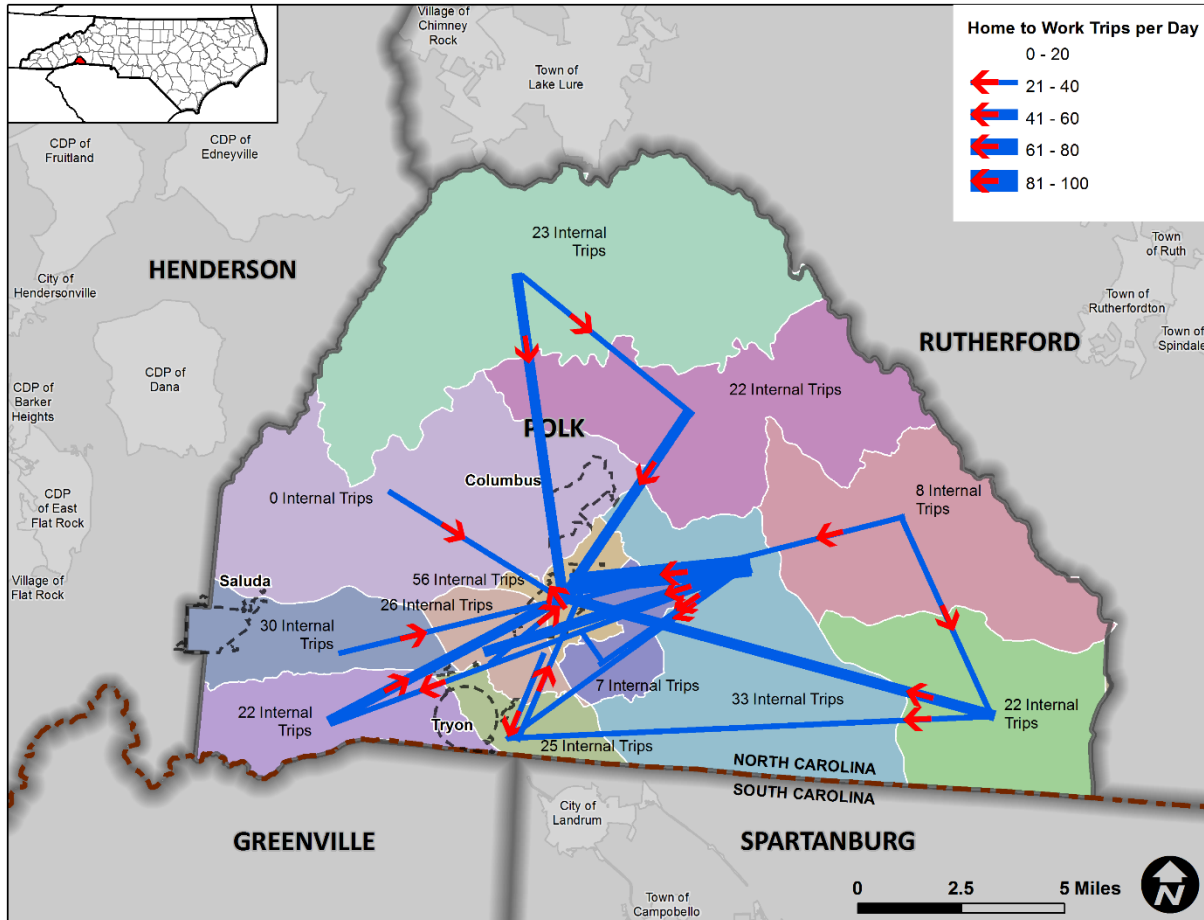 Village of
Chimney
Rock
Town of
Lake Lure
Home to Work Trips per Day
0 - 20
21 - 40
41 - 60
61 - 80
81 - 100
CDP of
Fruitland
CDP of
Edneyville
23 Internal
Trips
HENDERSON
City of
Hendersonville
Town
of Ruth
Town of
Rutherfordton
Town of
Spindale
RUTHERFORD
CDP of
Dana
CDP of
Barker
Heights
22 Internal Trips
POLK
Columbus
0 Internal Trips
8 Internal
Trips
CDP
of East
Flat Rock
Village of
Flat Rock
Saluda
56 Internal Trips
26 Internal Trips
30 Internal
Trips
7 Internal Trips
33 Internal Trips
22 Internal
Trips
22 Internal
Trips
Tryon
25 Internal Trips
NORTH CAROLINA
SOUTH CAROLINA
City of
Landrum
GREENVILLE
SPARTANBURG
Town of
Campobello
0
2.5
5 Miles
N